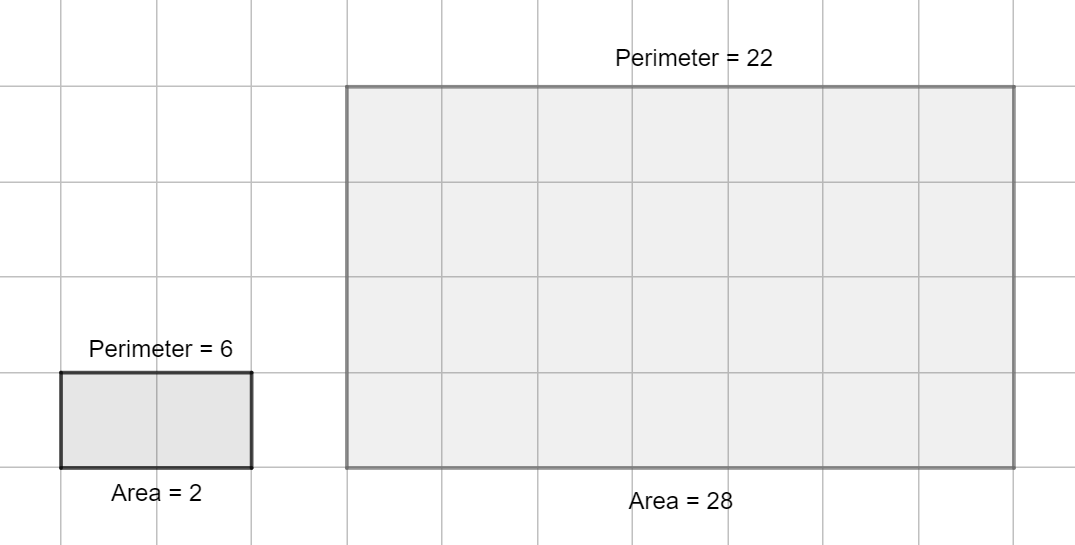 Perimeter = 22
Perimeter = 6
Area = 2
Area = 28